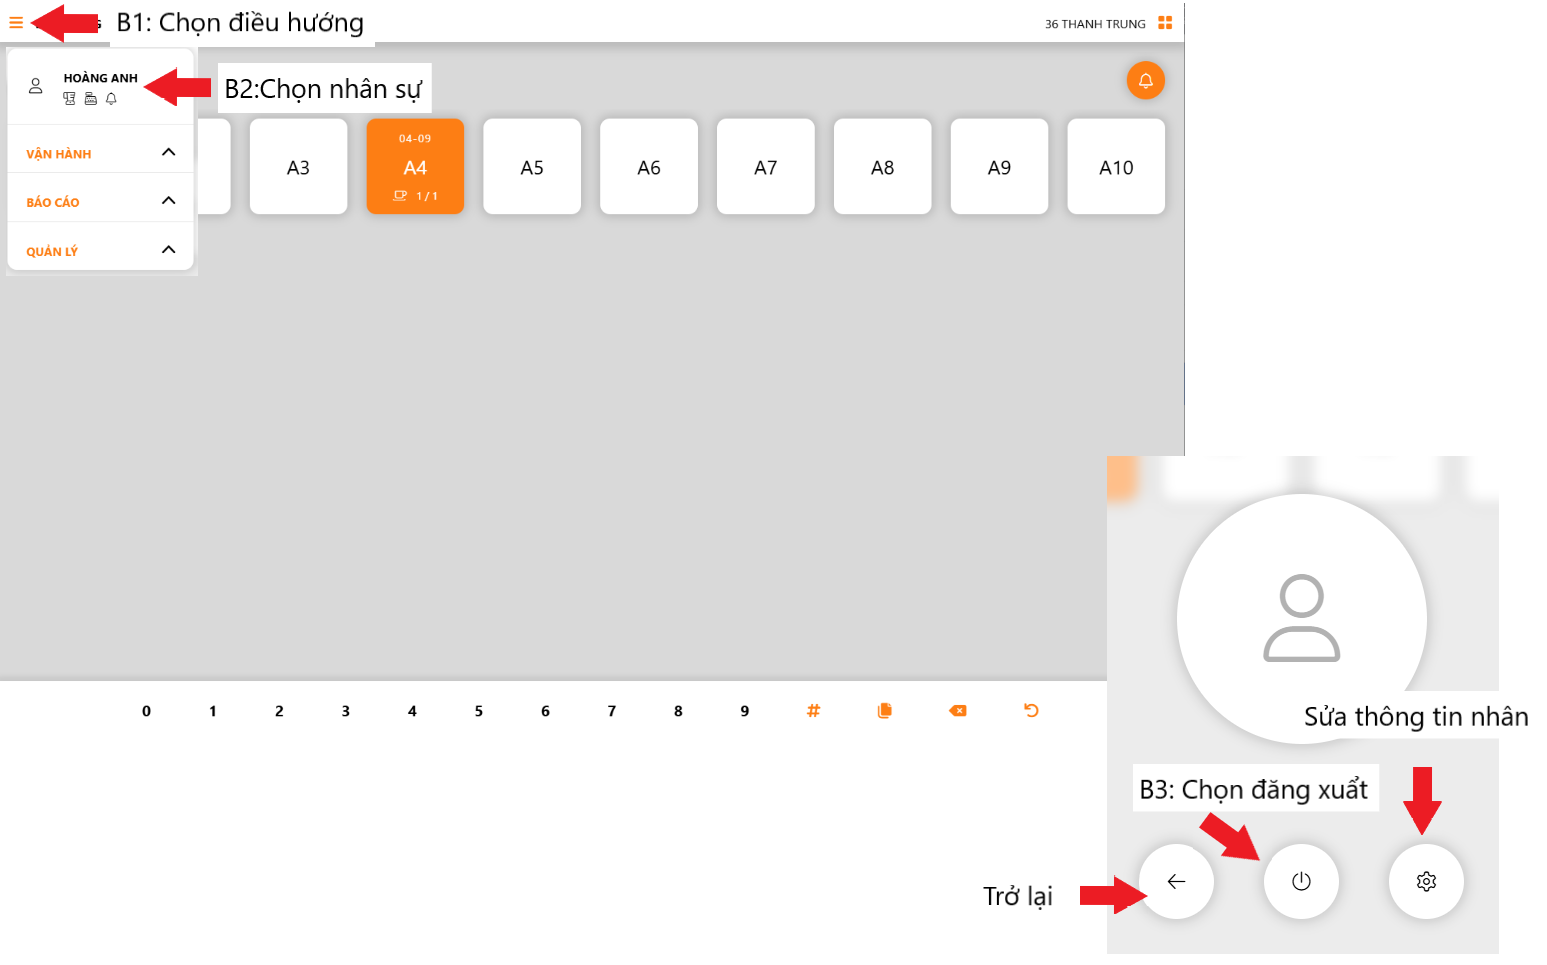 B1: Chọn điều hướng
36 THANH TRUNG
HOÀNG ANH
B2:Chọn nhân sự
VẬN HÀNH
BÁO CÁO
QUẢN LÝ
A3
04-09
A4
1 / 1
A5
A6
A7
A8
A9
A10
0 1 2 3 4 5 6 7 8 9 #
Sửa thông tin nhân
B3: Chọn đăng xuất
Trở lại